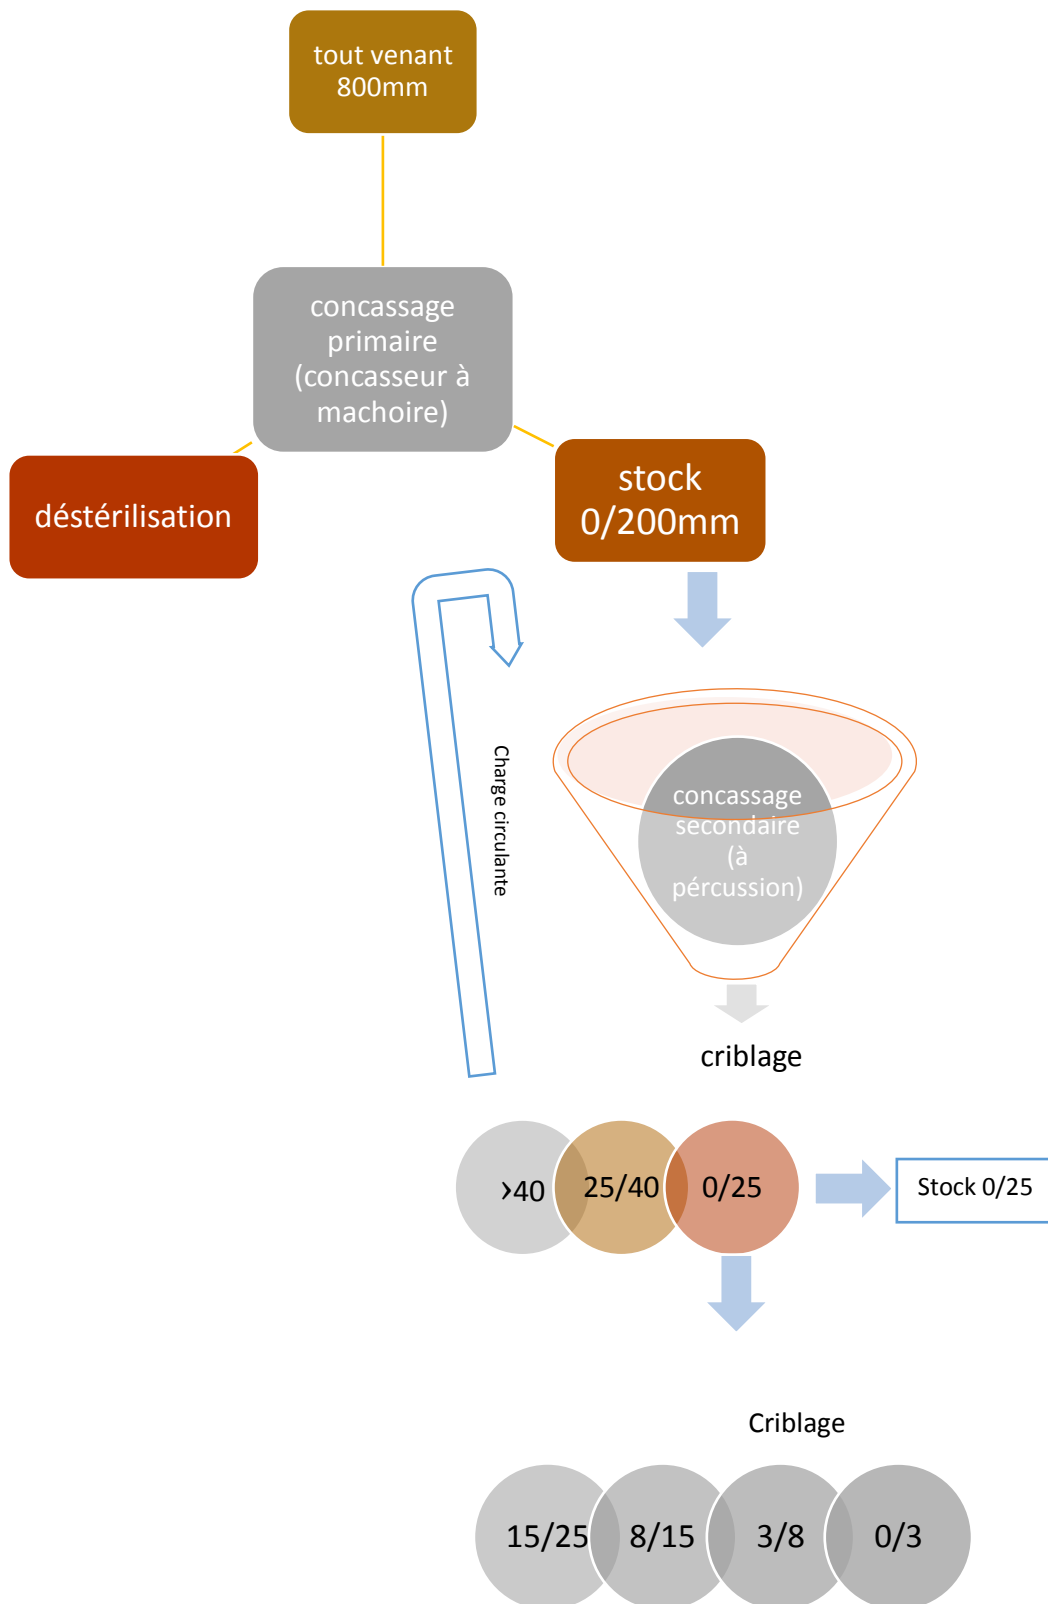 tout venant
800mm
concassage
primaire
(concasseur à
machoire)
déstérilisation
stock
0/200mm
Charge circulante
concassage
secondaire
(à
pércussion)
criblage
>40
25/40
0/25
Stock 0/25
Criblage
15/25
8/15
3/8
0/3